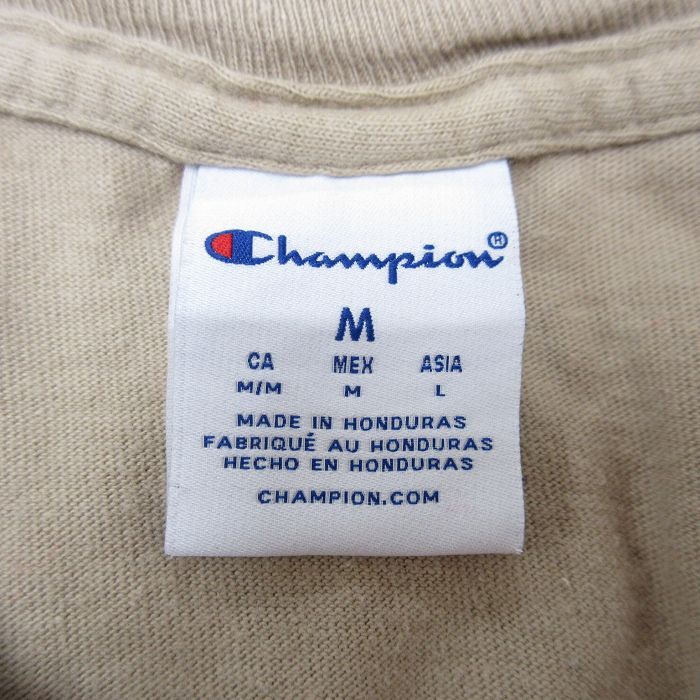 Champion®
M
CA MEX ASIA
M/M M L
MADE IN HONDURAS
FABRIQUÉ AU HONDURAS
HECHO EN HONDURAS
CHAMPION.COM